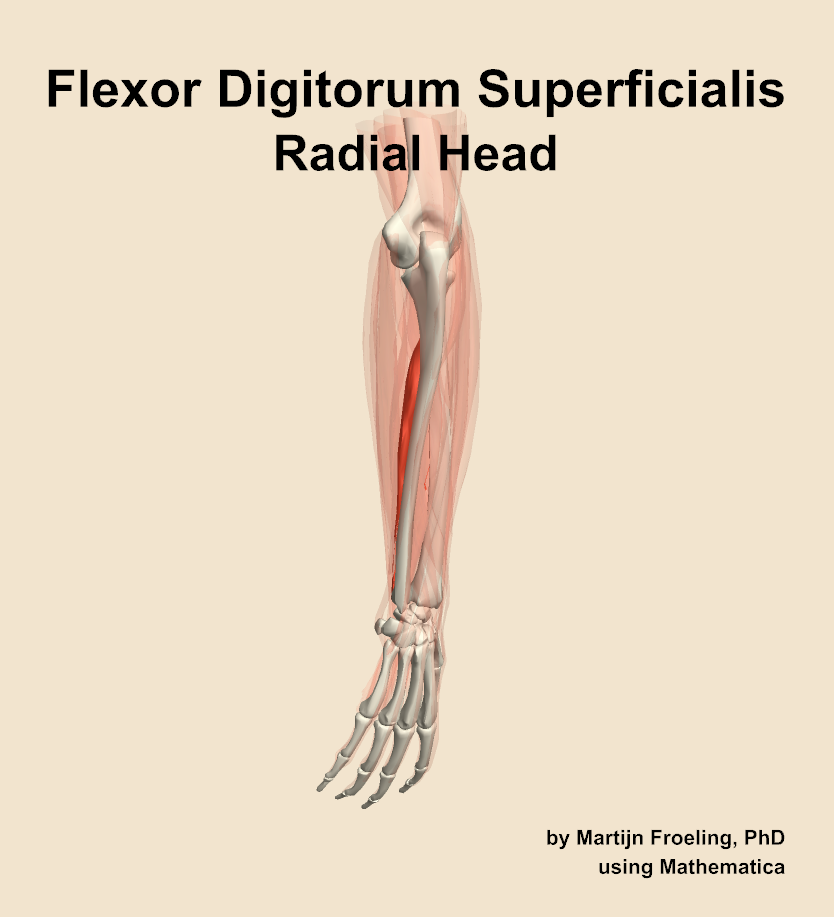 Flexor Digitorum Superficialis
Radial Head
by Martijn Froeling, PhD
using Mathematica